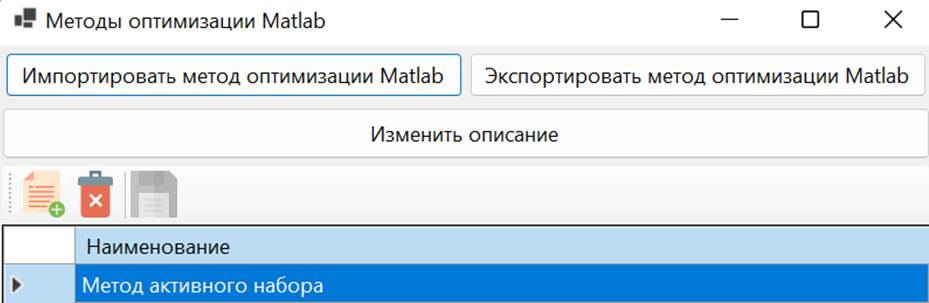 Методы оптимизации Matlab
Импортировать метод оптимизации Matlab
Экспортировать метод оптимизации Matlab
Изменить описание
Наименование
Метод активного набора